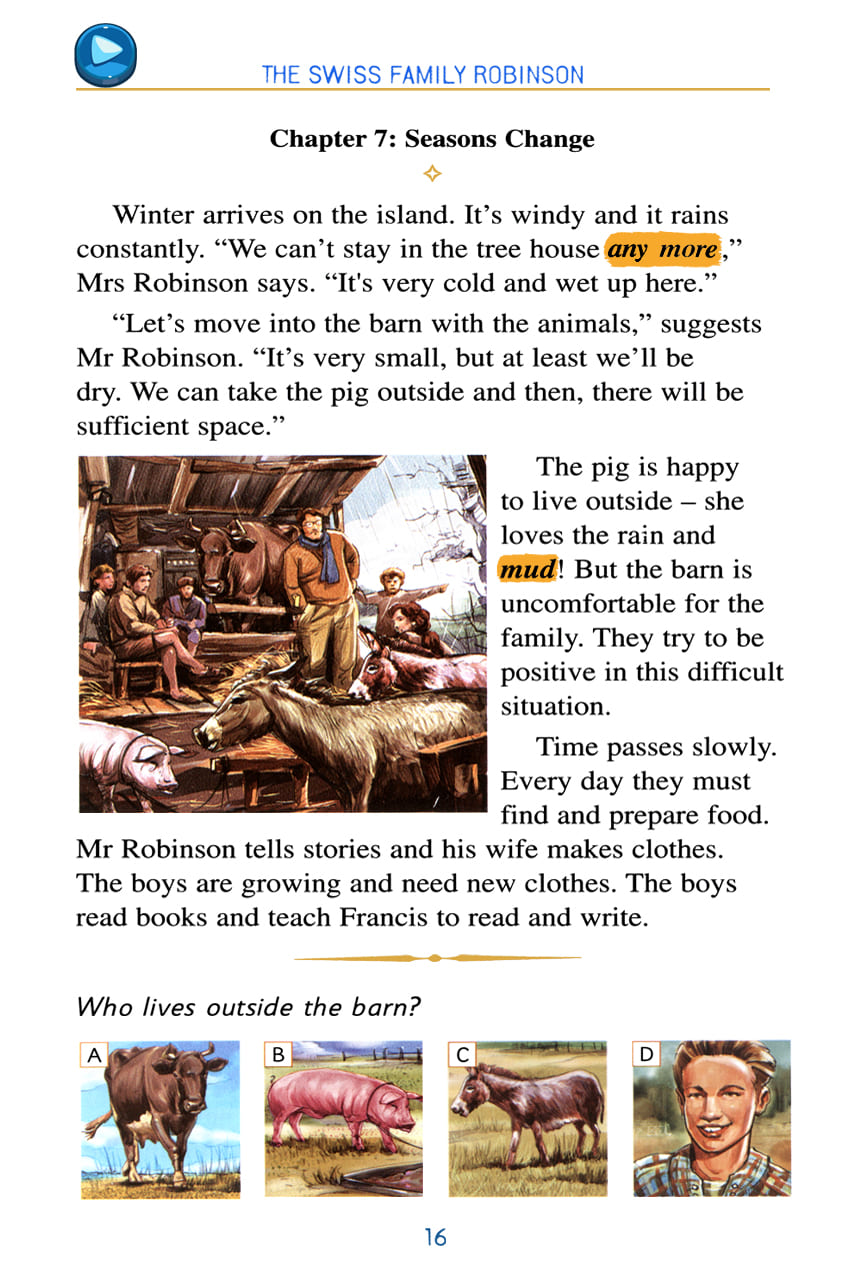 THE SWISS FAMILY ROBINSON
Chapter 7: Seasons Change
Winter arrives on the island. It’s windy and it rains
constantly. “We can’t stay in the tree house any more,”
Mrs Robinson says. “It's very cold and wet up here.”
“Let’s move into the barn with the animals,” suggests
Mr Robinson. “It’s very small, but at least we’ll be
dry. We can take the pig outside and then, there will be
sufficient space.”
The pig is happy
to live outside – she
loves the rain and
mud! But the barn is
uncomfortable for the
family. They try to be
positive in this difficult
situation.
Time passes slowly.
Every day they must
find and prepare food.
Mr Robinson tells stories and his wife makes clothes.
The boys are growing and need new clothes. The boys
read books and teach Francis to read and write.
Who lives outside the barn?
A
B
C
D
16